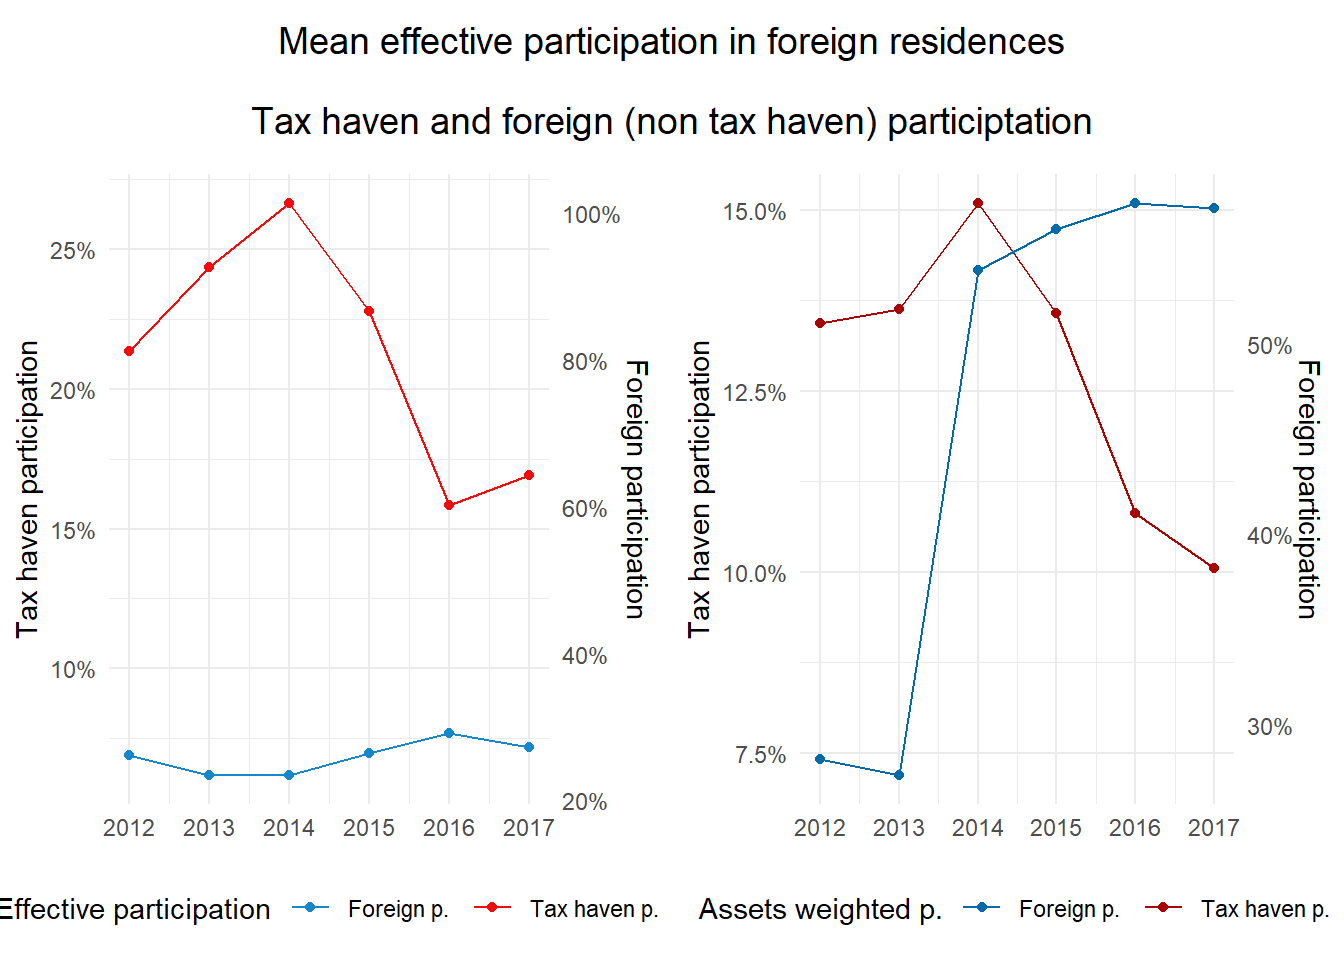 Mean effective participation in foreign residences
Tax haven and foreign (non tax haven) participtation
Tax haven participation
25%
20%
15%
10%
100%
80%
60%
40%
20%
Foreign participation
2012 2013 2014 2015 2016 2017
Effective participation Foreign p. Tax haven p.
Tax haven participation
15.0%
12.5%
10.0%
7.5%
50%
40%
30%
Foreign participation
2012 2013 2014 2015 2016 2017
Assets weighted p. Foreign p. Tax haven p.